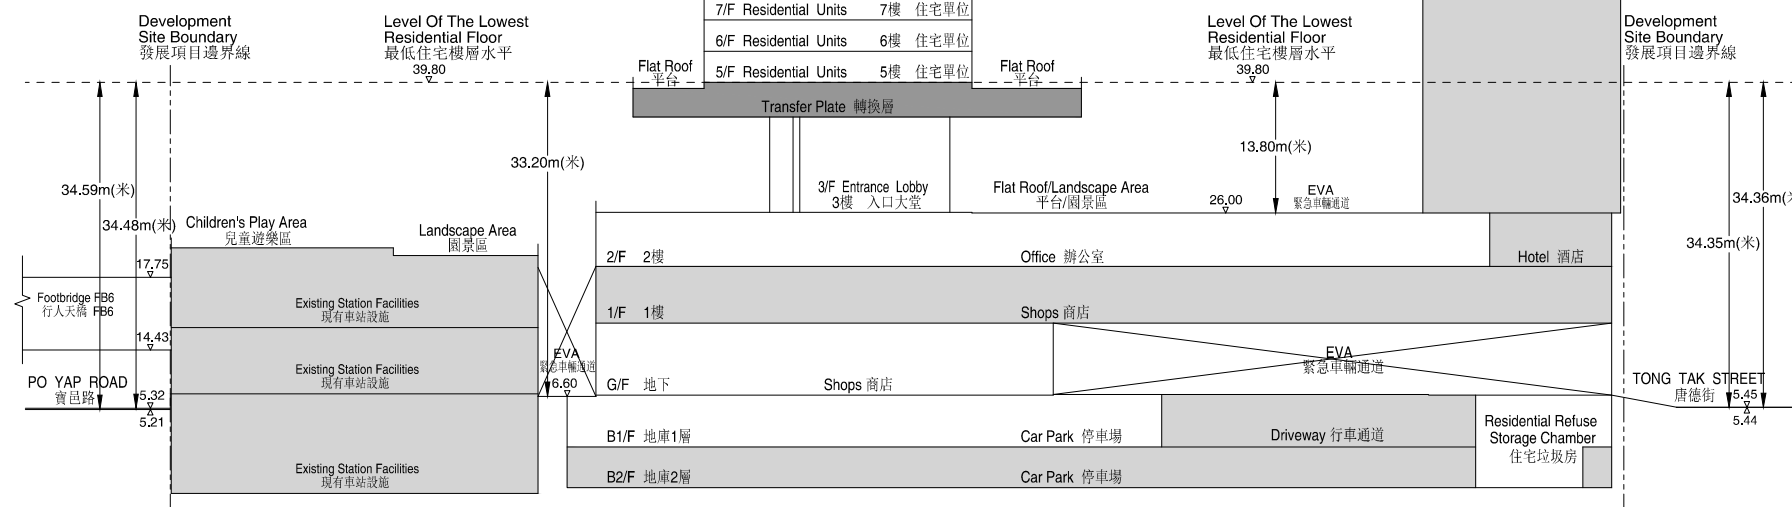 7/F Residential Units 7樓 住宅單位
Development
Site Boundary
發展項目邊界線
Level Of The Lowest
Residential Floor
最低住宅樓層水平
39.80
6/F Residential Units 6樓 住宅單位
5/F Residential Units 5樓 住宅單位
Flat Roof
平台
Flat Roof
平台
Level Of The Lowest
Residential Floor
最低住宅樓層水平
39.80
Development
Site Boundary
發展項目邊界線
Transfer Plate 轉換層
34.59m(米)
34.48m(米)
33.20m(米)
13.80m(米)
34.36m(米
34.35m(米)
3/F Entrance Lobby
3樓 入口大堂
Flat Roof/Landscape Area
平台/園景區
26.00
EVA
緊急車輛通道
Children's Play Area
兒童遊樂區
Landscape Area
園景區
17.75
2/F 2樓
Office 辦公室
Hotel 酒店
Footbridge FB6
行人天橋 FB6
Existing Station Facilities
現有車站設施
1/F 1樓
Shops 商店
14.43
EVA
緊急車輛通道
6.60
EVA
緊急車輛通道
Existing Station Facilities
現有車站設施
G/F 地下
Shops 商店
PO YAP ROAD
寶邑路
5.32
5.21
TONG TAK STREET
唐德街
5.45
5.44
B1/F 地庫1層
Car Park 停車場
Driveway 行車通道
Residential Refuse
Storage Chamber
住宅垃圾房
Existing Station Facilities
現有車站設施
B2/F 地庫2層
Car Park 停車場